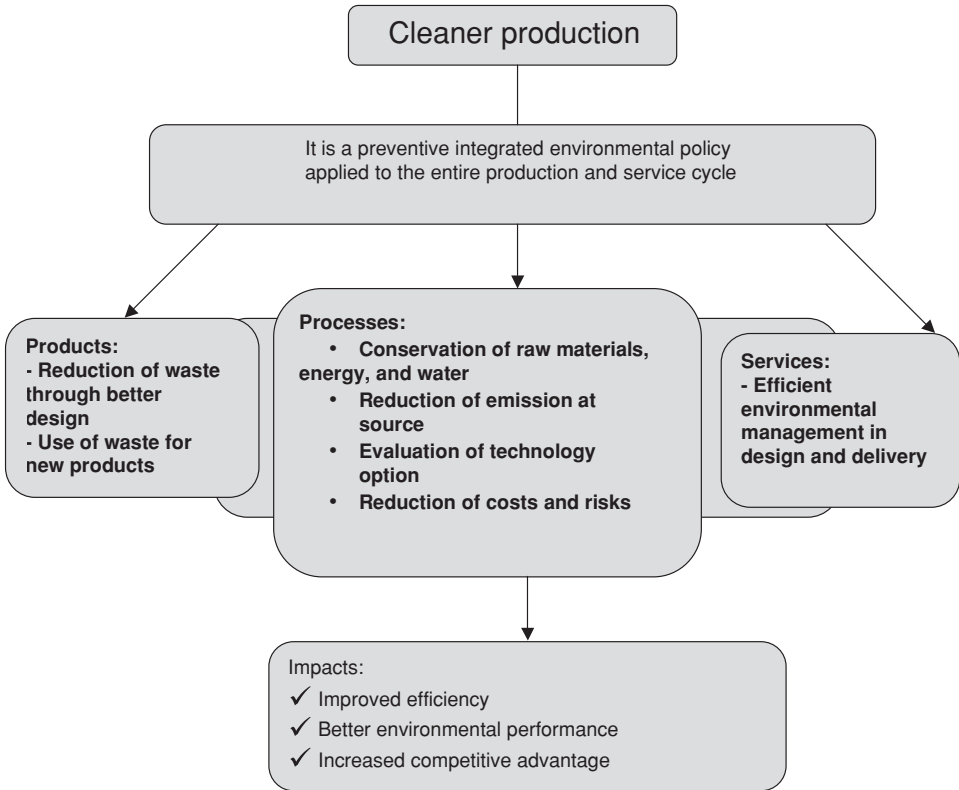 Cleaner production
It is a preventive integrated environmental policy
applied to the entire production and service cycle
Products:
- Reduction of waste
through better
design
- Use of waste for
new products
Processes:
• Conservation of raw materials,
energy, and water
• Reduction of emission at
source
• Evaluation of technology
option
• Reduction of costs and risks
Services:
- Efficient
environmental
management in
design and delivery
Impacts:
✓ Improved efficiency
✓ Better environmental performance
✓ Increased competitive advantage